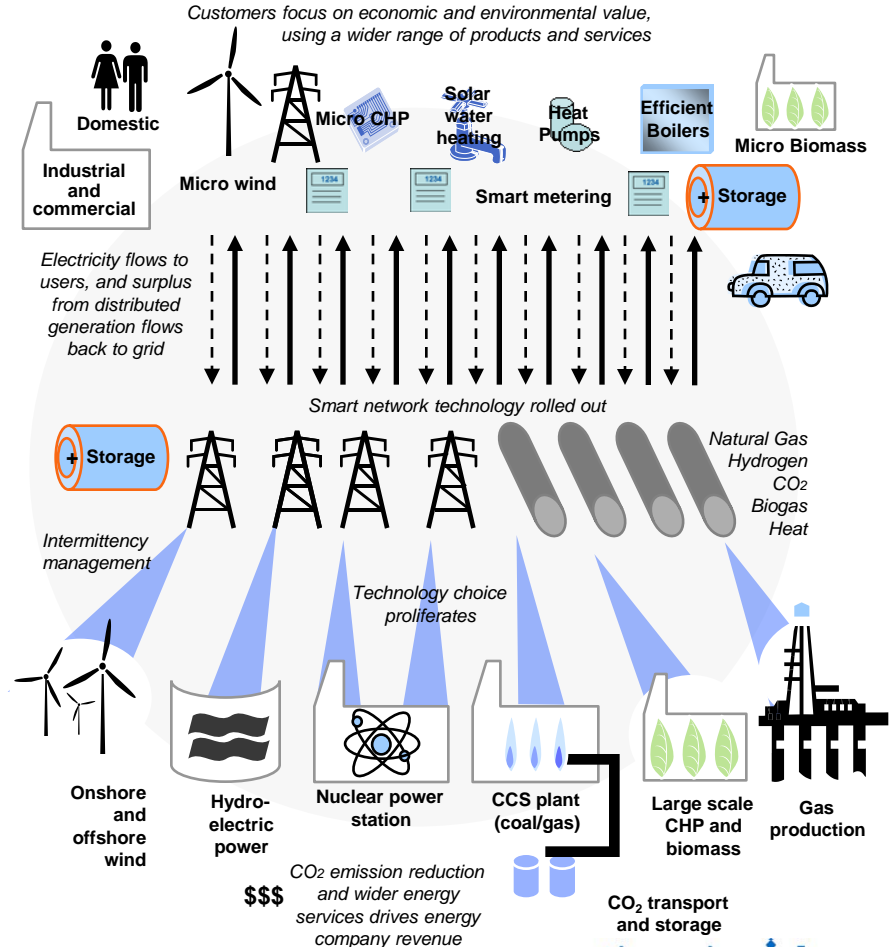 Customers focus on economic and environmental value,
using a wider range of products and services
Domestic
Industrial
and
commercial
Micro wind
Micro CHP
Solar
water
heating
Heat
Pumps
Efficient
Boilers
Micro Biomass
1234
1234
Smart metering
1234
+ Storage
Electricity flows to
users, and surplus
from distributed
generation flows
back to grid
Smart network technology rolled out
+ Storage
Natural Gas
Hydrogen
CO2
Biogas
Heat
Intermittency
management
Technology choice
proliferates
Onshore
and
offshore
wind
Hydro-
electric
power
Nuclear power
station
CCS plant
(coal/gas)
Large scale
CHP and
biomass
Gas
production
$$$
CO2 emission reduction
and wider energy
services drives energy
company revenue
CO2 transport
and storage